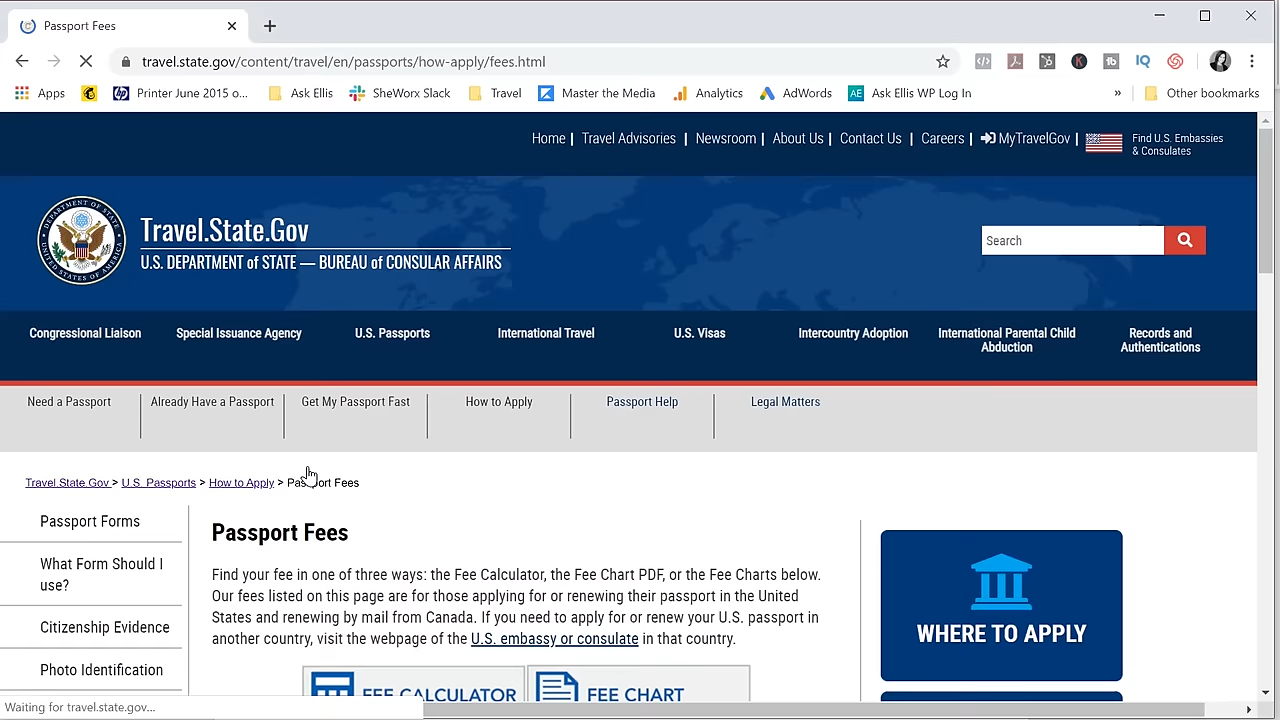 Passport Fees
travel.state.gov/content/travel/en/passports/how-apply/fees.html
Apps
Printer June 2015 o...
Ask Ellis
SheWorx Slack
Travel
Master the Media
Analytics
AdWords
AE
Ask Ellis WP Log In
»
Other bookmarks
Home | Travel Advisories | Newsroom | About Us | Contact Us | Careers | MyTravelGov | Find U.S. Embassies
& Consulates
Travel.State.Gov
U.S. DEPARTMENT of STATE — BUREAU of CONSULAR AFFAIRS
Search
Congressional Liaison
Special Issuance Agency
U.S. Passports
International Travel
U.S. Visas
Intercountry Adoption
International Parental Child
Abduction
Records and
Authentications
Need a Passport
Already Have a Passport
Get My Passport Fast
How to Apply
Passport Help
Legal Matters
Travel.State.Gov > U.S. Passports > How to Apply > Passport Fees
Passport Forms
What Form Should I
use?
Citizenship Evidence
Photo Identification
Passport Fees
Find your fee in one of three ways: the Fee Calculator, the Fee Chart PDF, or the Fee Charts below.
Our fees listed on this page are for those applying for or renewing their passport in the United
States and renewing by mail from Canada. If you need to apply for or renew your U.S. passport in
another country, visit the webpage of the U.S. embassy or consulate in that country.
FEE CALCULATOR
FEE CHART
WHERE TO APPLY
Waiting for travel.state.gov...